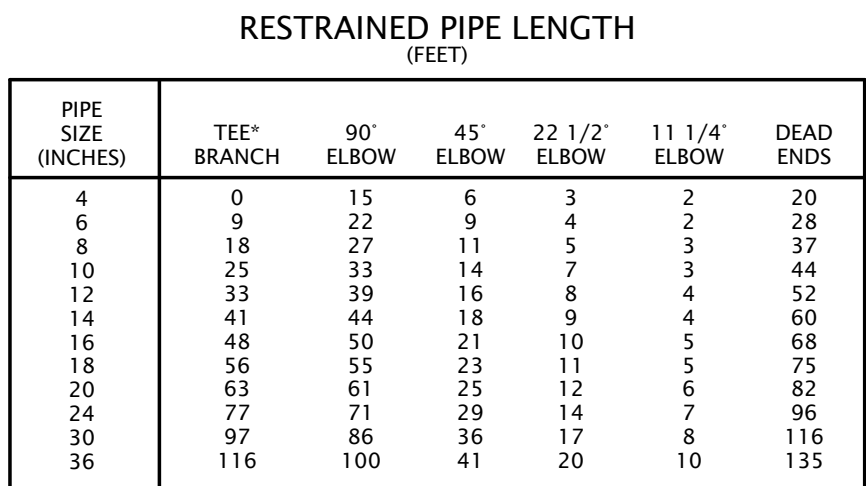 RESTRAINED PIPE LENGTH
(FEET)
PIPE
SIZE TEE* 90° 45° 22 1/2° 11 1/4° DEAD
(INCHES) BRANCH ELBOW ELBOW ELBOW ELBOW ENDS
4 0 15 6 3 2 20
6 9 22 9 4 2 28
8 18 27 11 5 3 37
10 25 33 14 7 3 44
12 33 39 16 8 4 52
14 41 44 18 9 4 60
16 48 50 21 10 5 68
18 56 55 23 11 5 75
20 63 61 25 12 6 82
24 77 71 29 14 7 96
30 97 86 36 17 8 116
36 116 100 41 20 10 135